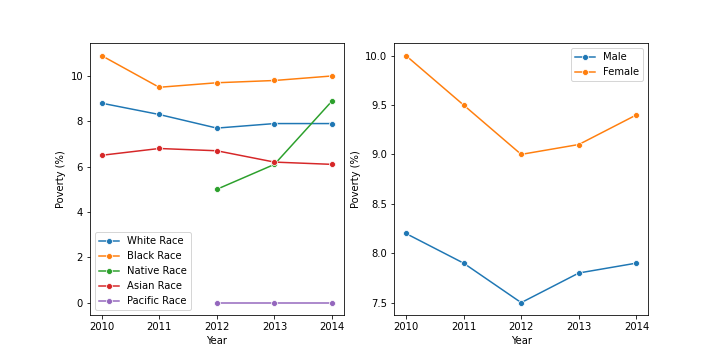 Poverty (%)
10
8
6
4
2
0
White Race
Black Race
Native Race
Asian Race
Pacific Race
2010 2011 2012 2013 2014
Year
Poverty (%)
10.0
9.5
9.0
8.5
8.0
7.5
Male
Female
2010 2011 2012 2013 2014
Year